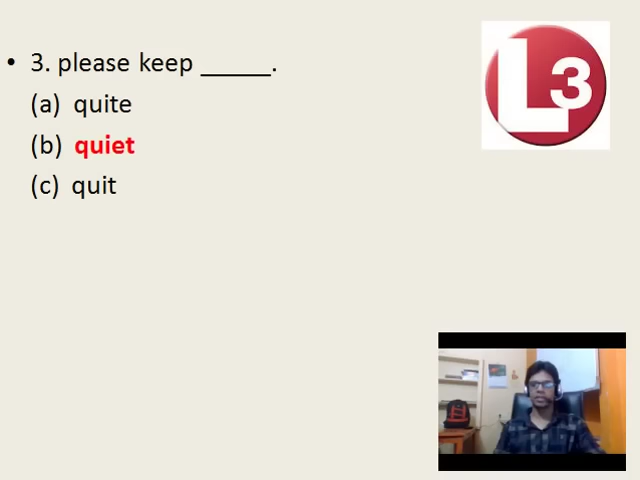 • 3. please keep _____.
(a) quite
(b) quiet
(c) quit
L3